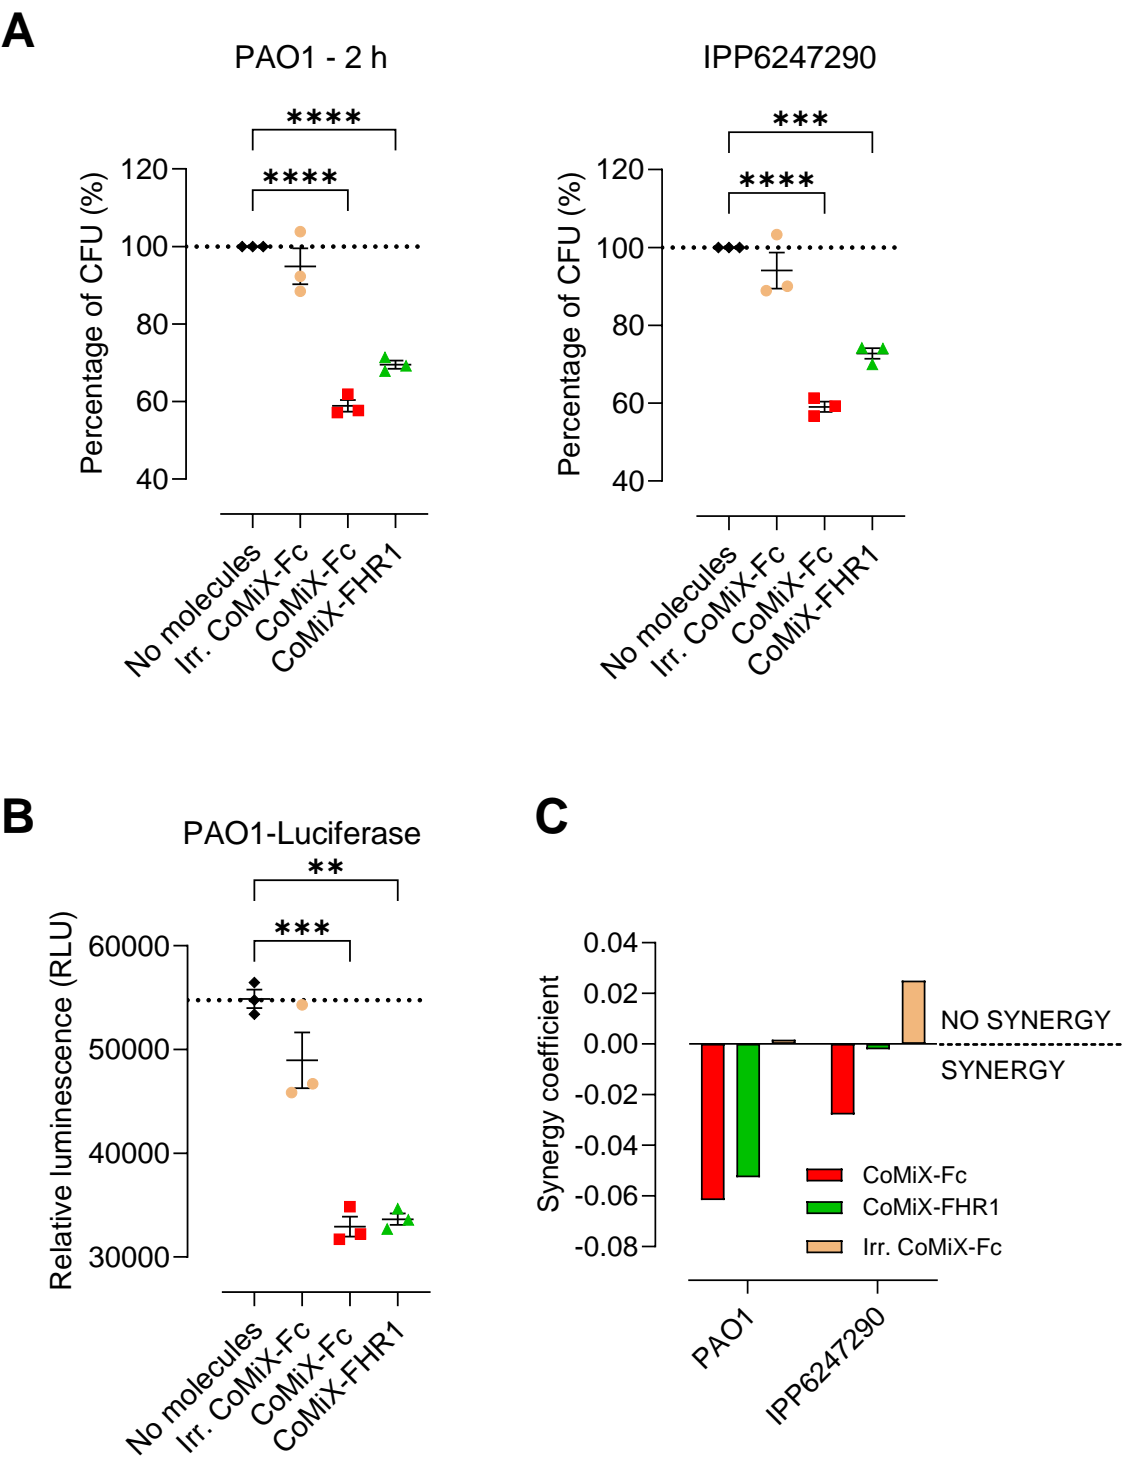 A
PAO1 - 2 h
****
****
Percentage of CFU (%)
120
100
80
60
40
No molecules
Irr. CoMiX-Fc
CoMiX-Fc
CoMiX-FHR1
IPP6247290
***
****
Percentage of CFU (%)
120
100
80
60
40
No molecules
Irr. CoMiX-Fc
CoMiX-Fc
CoMiX-FHR1
B
PAO1-Luciferase
**
***
Relative luminescence (RLU)
60000
50000
40000
30000
No molecules
Irr. CoMiX-Fc
CoMiX-Fc
CoMiX-FHR1
C
Synergy coefficient
0.04
0.02
0.00
-0.02
-0.04
-0.06
-0.08
NO SYNERGY
SYNERGY
CoMiX-Fc
CoMiX-FHR1
Irr. CoMiX-Fc
PAO1
IPP6247290